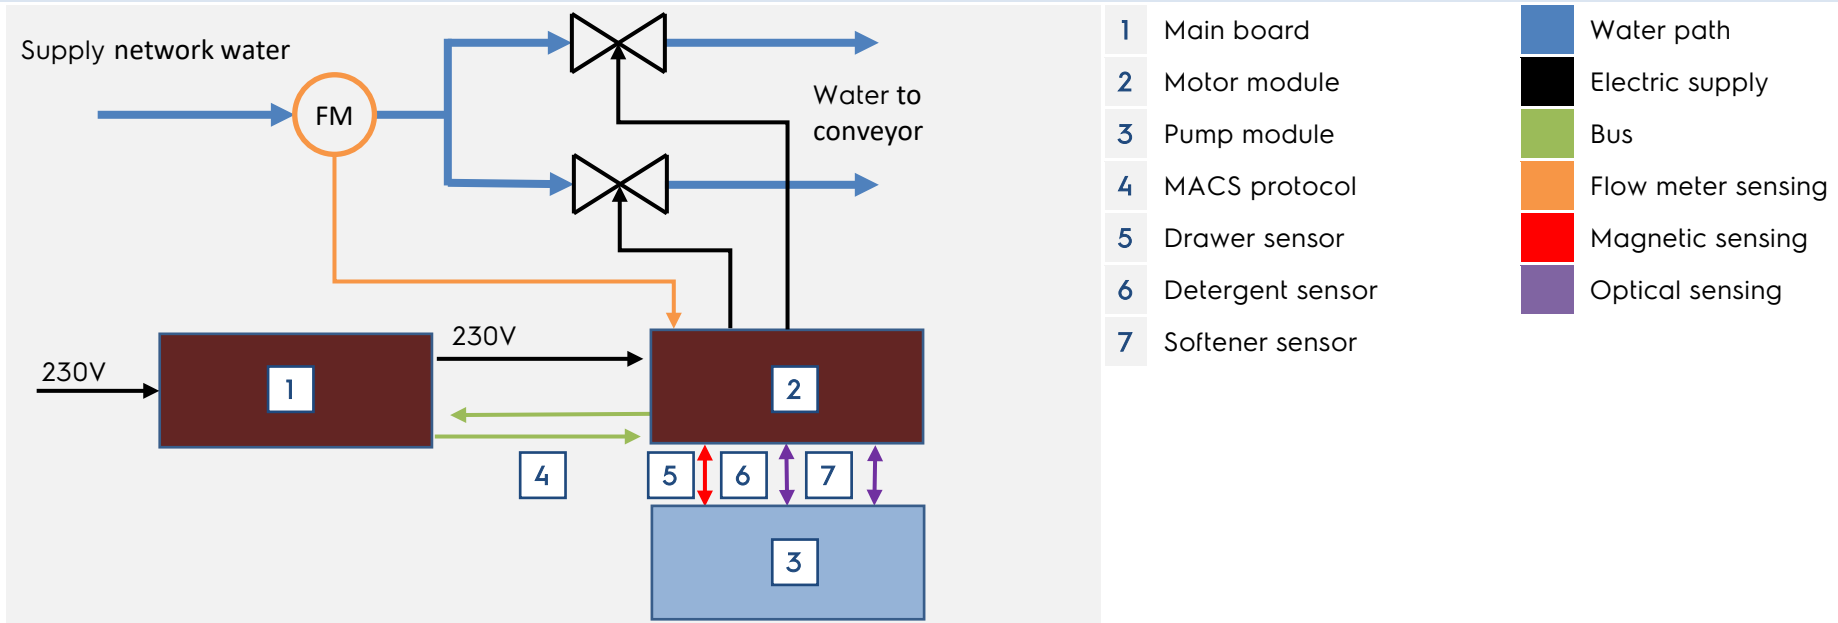 Supply network water
FM
Water to
conveyor
230V
230V
1
2
4
5
6
7
3
1 Main board
2 Motor module
3 Pump module
4 MACS protocol
5 Drawer sensor
6 Detergent sensor
7 Softener sensor
Water path
Electric supply
Bus
Flow meter sensing
Magnetic sensing
Optical sensing